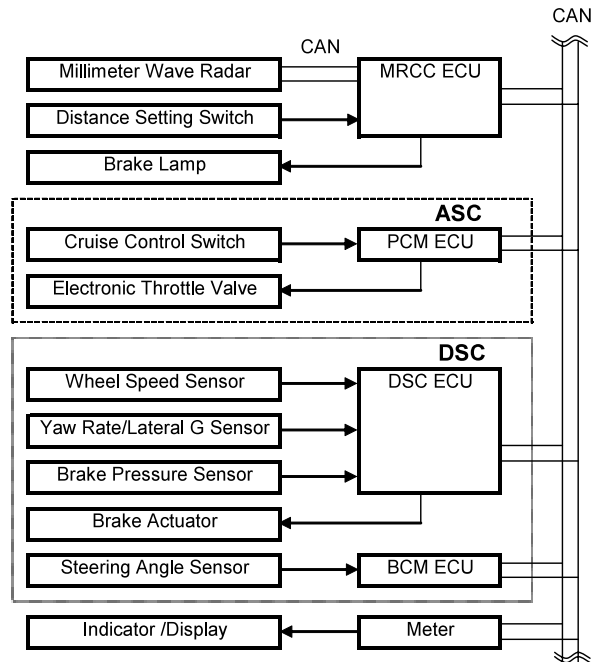 CAN
CAN
Millimeter Wave Radar
MRCC ECU
Distance Setting Switch
Brake Lamp
ASC
Cruise Control Switch
PCM ECU
Electronic Throttle Valve
DSC
Wheel Speed Sensor
DSC ECU
Yaw Rate/Lateral G Sensor
Brake Pressure Sensor
Brake Actuator
Steering Angle Sensor
BCM ECU
Indicator /Display
Meter